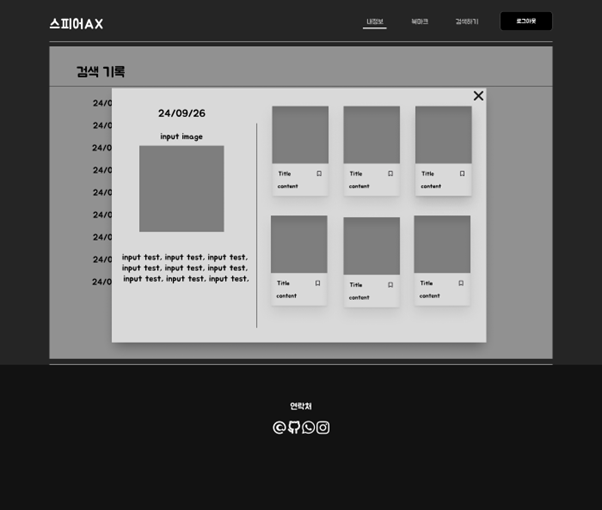 스피어AX
내정보
북마크
검색하기
로그아웃
검색 기록
24/0
24/0
24/0
24/0
24/0
24/0
24/0
24/0
24/0
24/09/26
input image
input test, input test, input test,
input test, input test, input test,
input test, input test, input test,
Title
content
Title
content
Title
content
Title
content
Title
content
Title
content
연락처